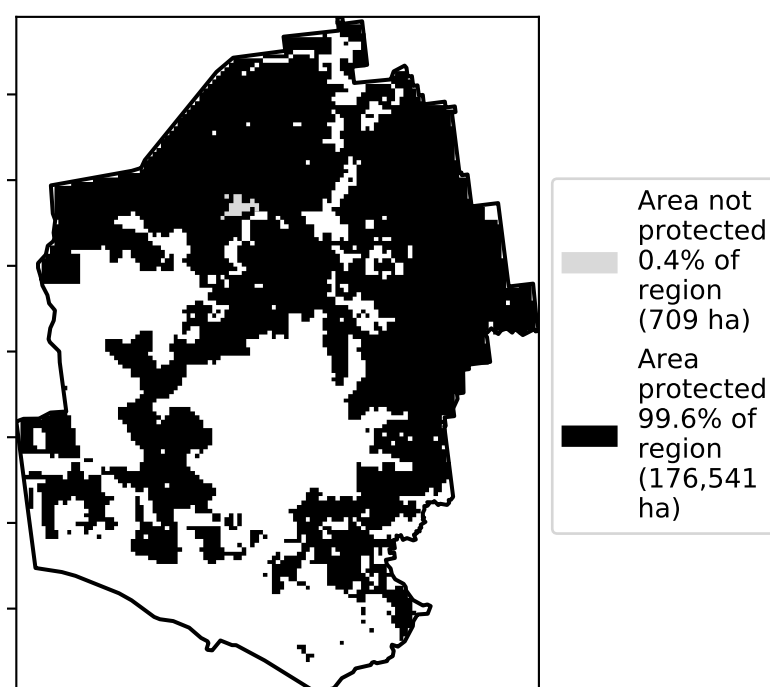 Area not
protected
0.4% of
region
(709 ha)
Area
protected
99.6% of
region
(176,541
ha)